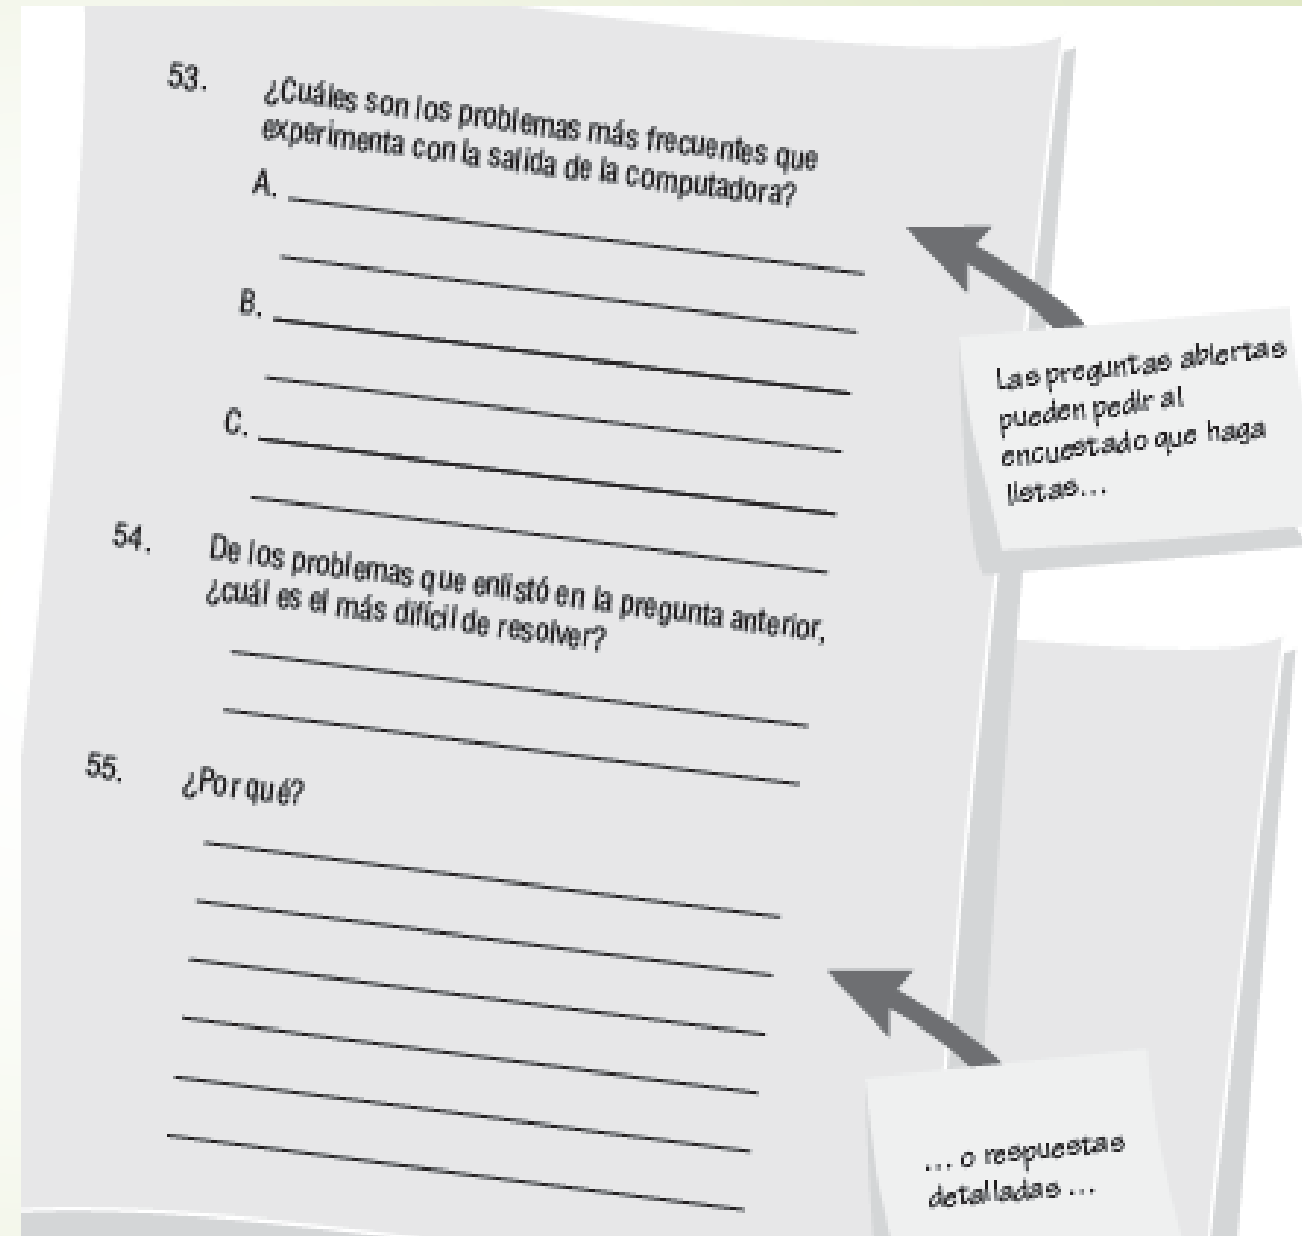 53. ¿Cuáles son los problemas más frecuentes que
experimenta con la salida de la computadora?
A.
B.
C.
Las preguntas abiertas
pueden pedir al
encuestado que haga
listas...
54. De los problemas que enlistó en la pregunta anterior,
¿cuál es el más difícil de resolver?
55. ¿Por qué?
... o respuestas
detalladas ...